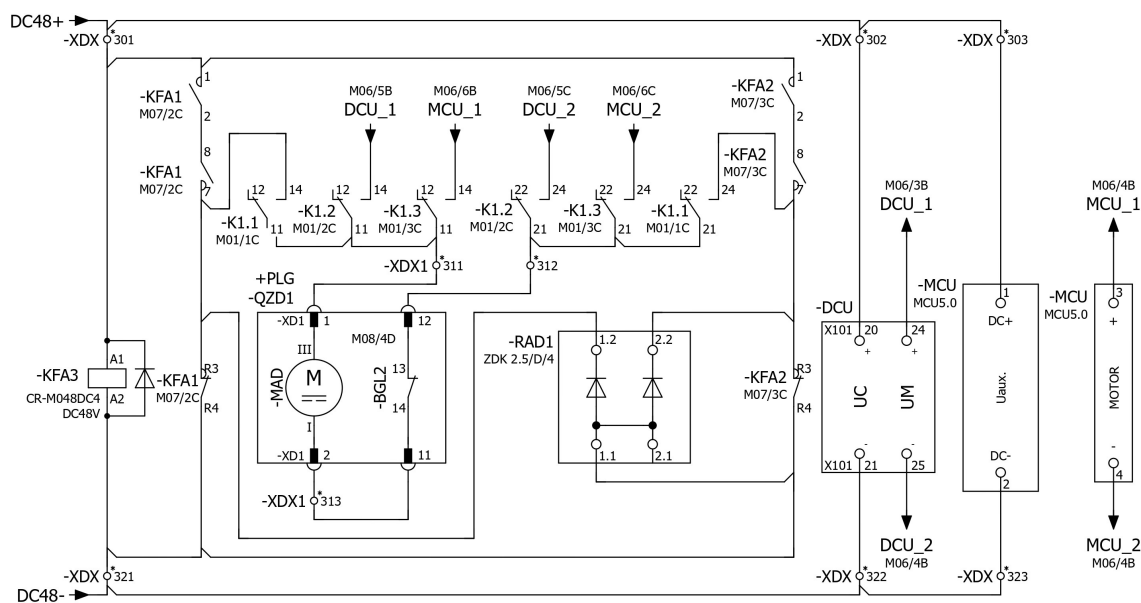 DC48+
-XDX
*
301
-XDX
*
302
-XDX
*
303
-KFA1
M07/2C
1
2
-KFA1
M07/2C
8
7
M06/5B
DCU_1
M06/6B
MCU_1
M06/5C
DCU_2
M06/6C
MCU_2
-KFA2
M07/3C
1
2
-KFA2
M07/3C
8
7
12
14
-K1.1
M01/1C
11
12
14
-K1.2
M01/2C
11
12
14
-K1.3
M01/3C
11
22
24
-K1.2
M01/2C
21
22
24
-K1.3
M01/3C
21
22
24
-K1.1
M01/1C
21
-XDX1
*
311
*
312
+PLG
-QZD1
-XD1
1
12
M08/4D
III
M
I
-MAD
13
14
-BGL2
-XD1
2
11
-XDX1
*
313
-KFA3
CR-M048DC4
DC48V
A1
A2
-KFA1
M07/2C
R3
R4
-RAD1
ZDK 2.5/D/4
1.2
2.2
1.1
2.1
-KFA2
M07/3C
R3
R4
M06/3B
DCU_1
-DCU
X101
20
24
+
+
UC
UM
-
-
X101
21
25
DCU_2
M06/4B
-MCU
MCU5.0
1
DC+
Uaux.
DC-
2
M06/4B
MCU_1
-MCU
MCU5.0
3
+
MOTOR
-
4
MCU_2
M06/4B
-XDX
*
321
-XDX
*
322
-XDX
*
323
DC48-